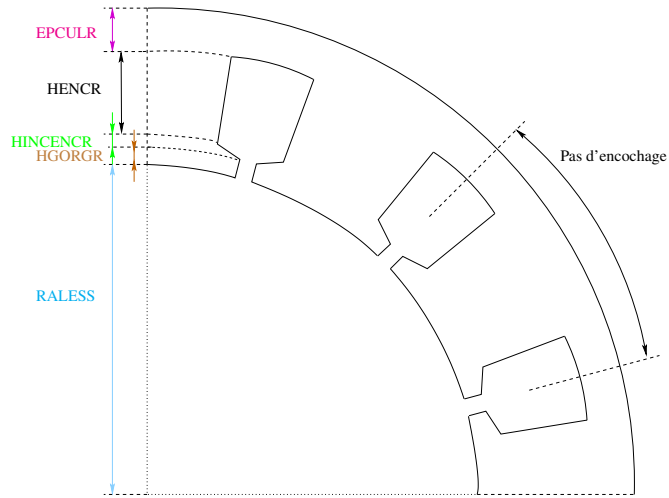 EPCULR
HENCR
HINCENCR
HGORGR
Pas d'encochage
RALESS